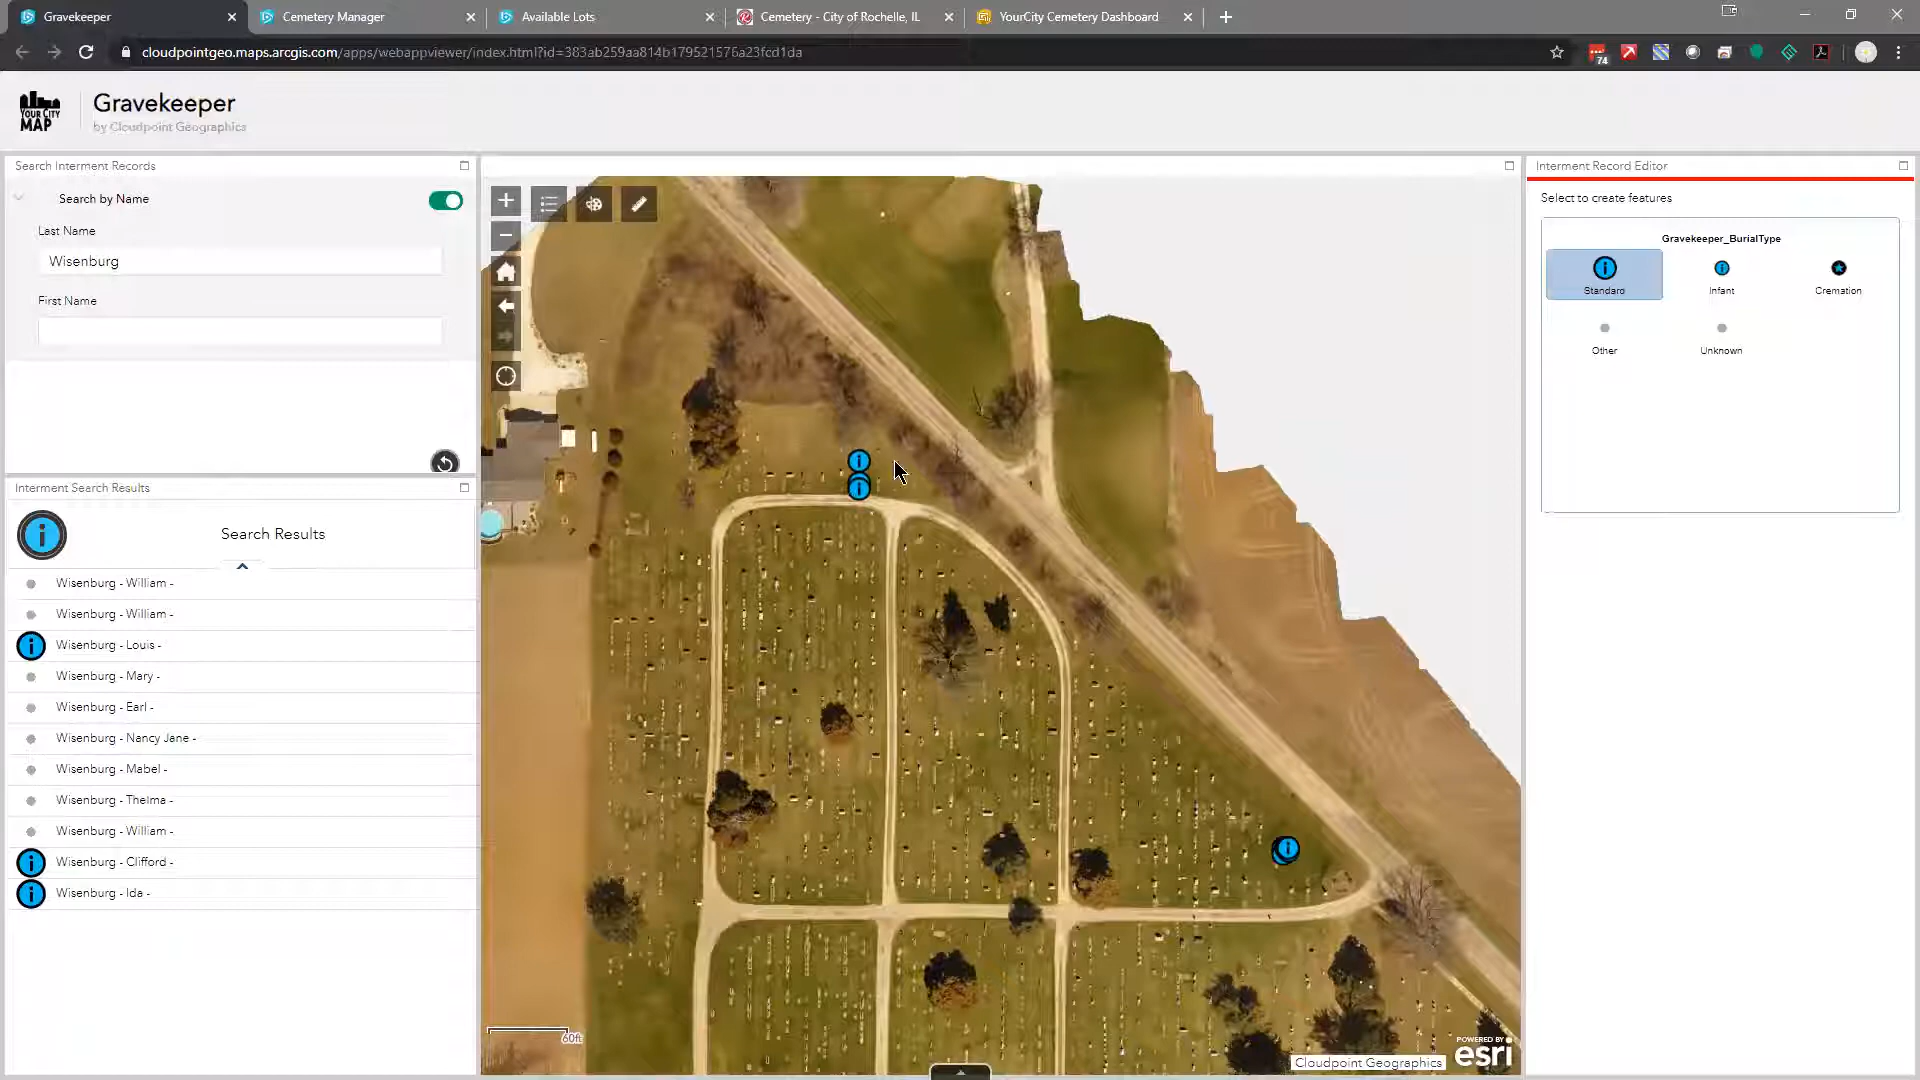 Gravekeeper
Cemetery Manager
Available Lots
Cemetery - City of Rochelle, IL
YourCity Cemetery Dashboard
cloudpointgeo.maps.arcgis.com/apps/webappviewer/index.html?id=383ab259aa814b179521576a23fcd1da
74
YOUR CITY
MAP
Gravekeeper
by Cloudpoint Geographics
Search Interment Records
Search by Name
Last Name
Wisenburg
First Name
Interment Search Results
Search Results
Wisenburg - William -
Wisenburg - William -
Wisenburg - Louis -
Wisenburg - Mary -
Wisenburg - Earl -
Wisenburg - Nancy Jane -
Wisenburg - Mabel -
Wisenburg - Thelma -
Wisenburg - William -
Wisenburg - Clifford -
Wisenburg - Ida -
60ft
Cloudpoint Geographics
POWERED BY
esri
Interment Record Editor
Select to create features
Gravekeeper_BurialType
Standard
Infant
Cremation
Other
Unknown